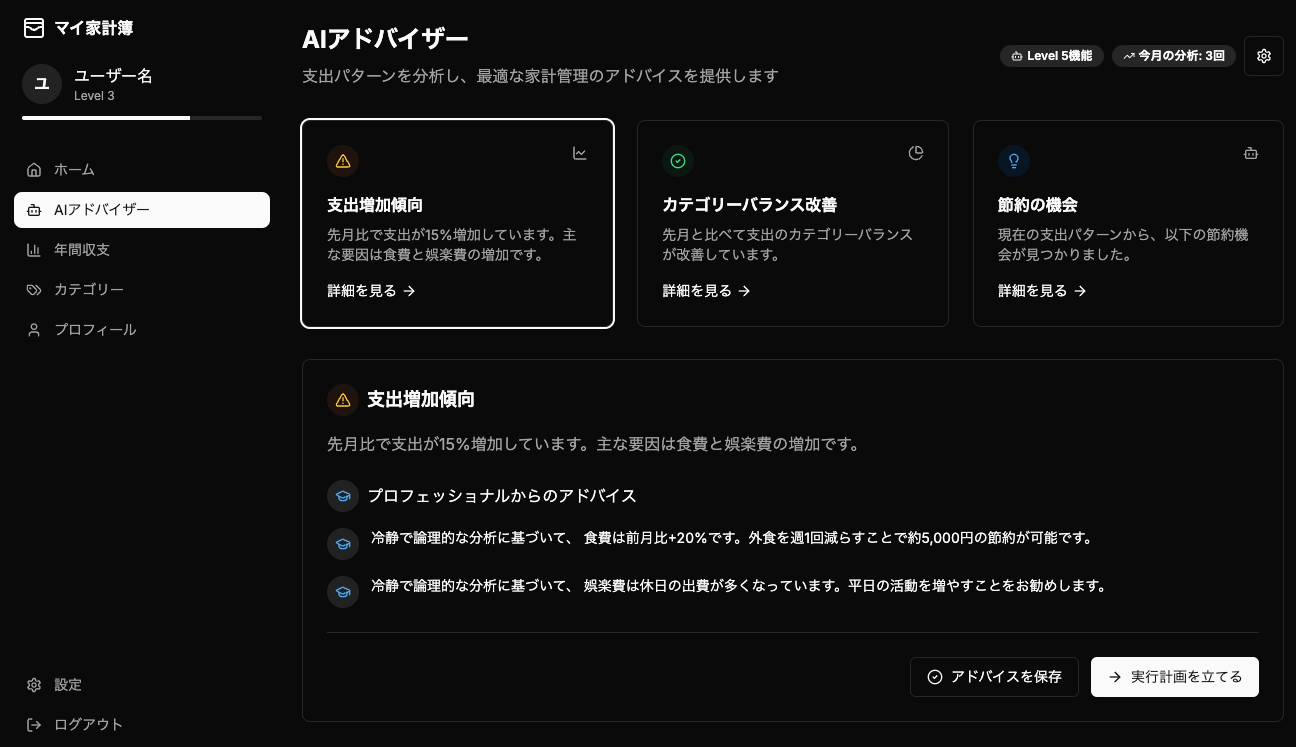 マイ家計簿
ユ
ユーザー名
Level 3
ホーム
AIアドバイザー
年間収支
カテゴリー
プロフィール
設定
ログアウト
AIアドバイザー
支出パターンを分析し、最適な家計管理のアドバイスを提供します
Level 5機能
今月の分析: 3回
支出増加傾向
先月比で支出が15%増加しています。主
な要因は食費と娯楽費の増加です。
詳細を見る
カテゴリーバランス改善
先月と比べて支出のカテゴリーバランス
が改善しています。
詳細を見る
節約の機会
現在の支出パターンから、以下の節約機
会が見つかりました。
詳細を見る
支出増加傾向
先月比で支出が15%増加しています。主な要因は食費と娯楽費の増加です。
プロフェッショナルからのアドバイス
冷静で論理的な分析に基づいて、 食費は前月比+20%です。外食を週1回減らすことで約5,000円の節約が可能です。
冷静で論理的な分析に基づいて、 娯楽費は休日の出費が多くなっています。平日の活動を増やすことをお勧めします。
アドバイスを保存
実行計画を立てる